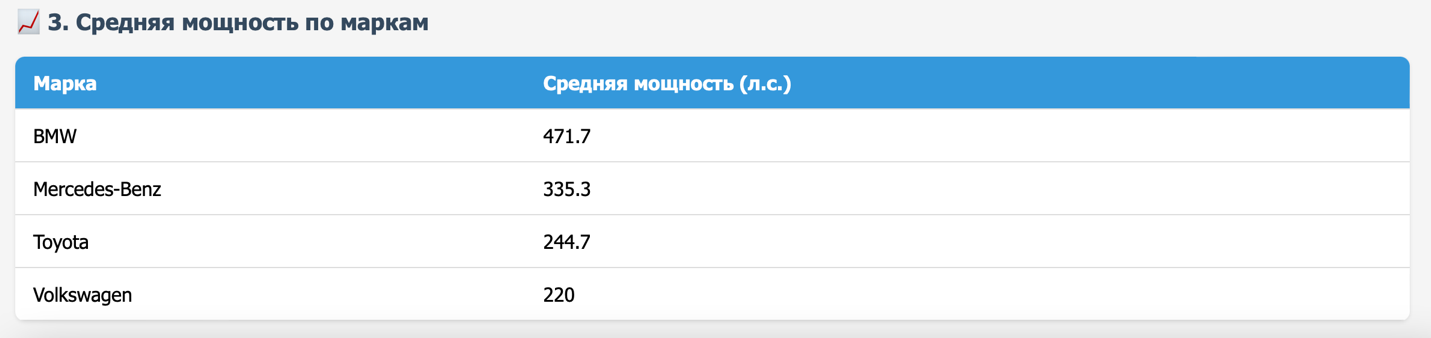 📈 3. Средняя мощность по маркам
Марка Средняя мощность (л.с.)
BMW 471.7
Mercedes-Benz 335.3
Toyota 244.7
Volkswagen 220